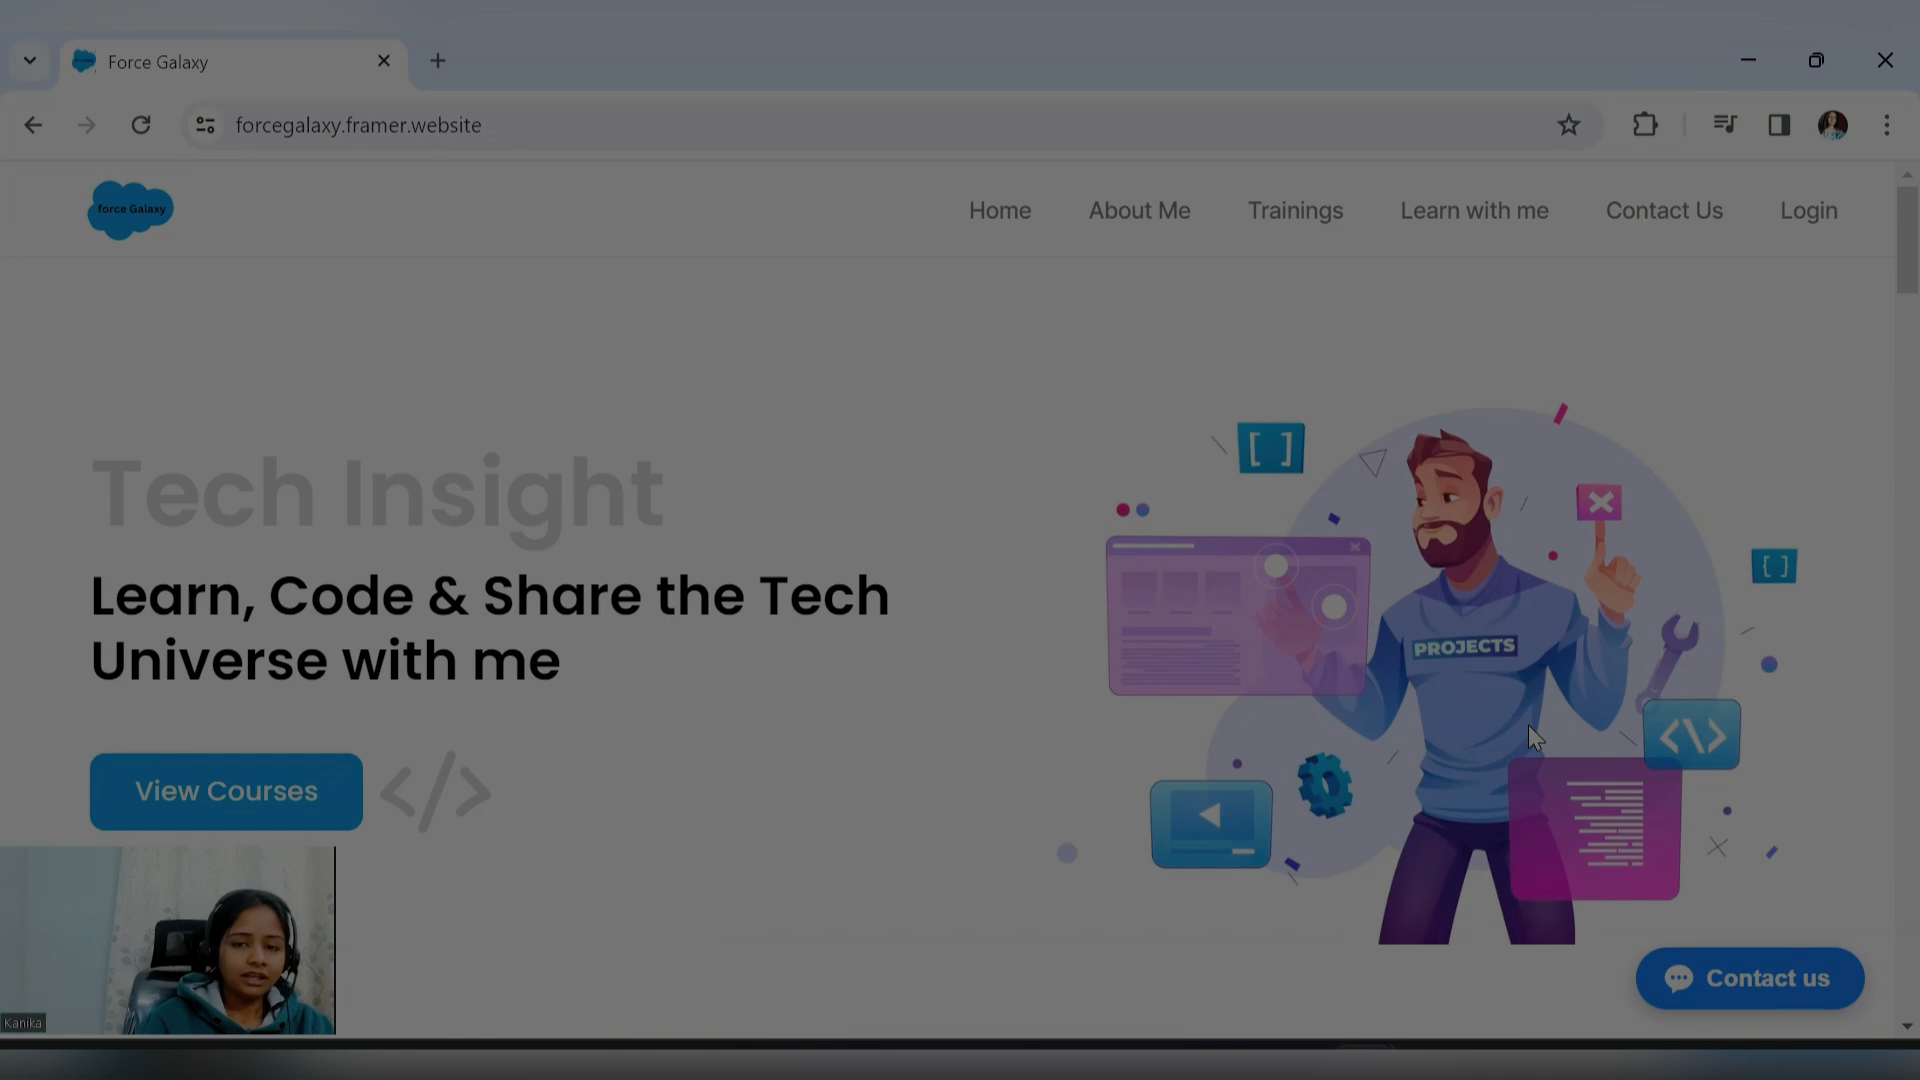 Force Galaxy
forcegalaxy.framer.website
force Galaxy
Home
About Me
Trainings
Learn with me
Contact Us
Login
Tech Insight
Learn, Code & Share the Tech
Universe with me
View Courses
</>
[ ]
{ }
PROJECTS
<\>
Kanika
Contact us